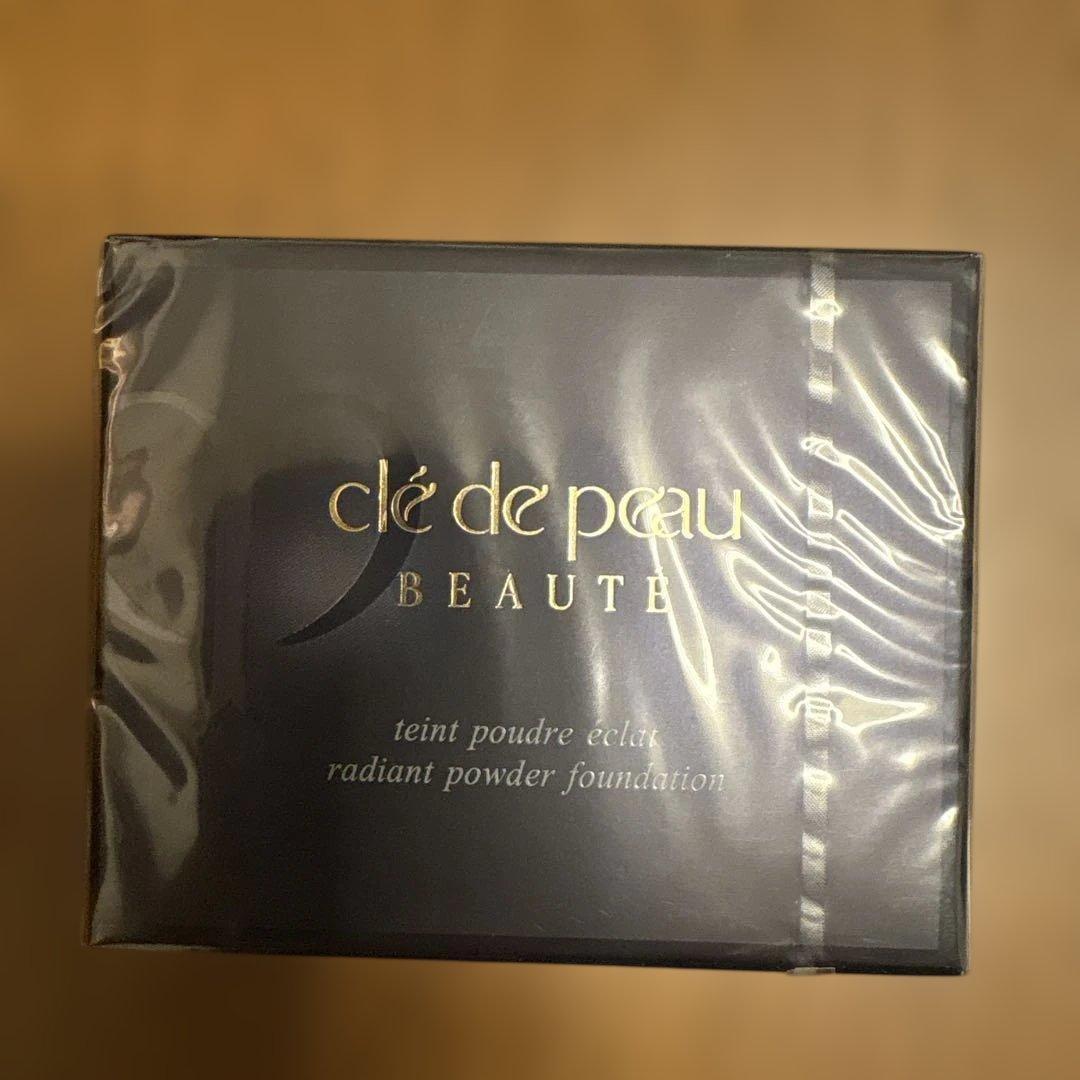 clé de peau
BEAUTÉ
teint poudre éclat
radiant powder foundation